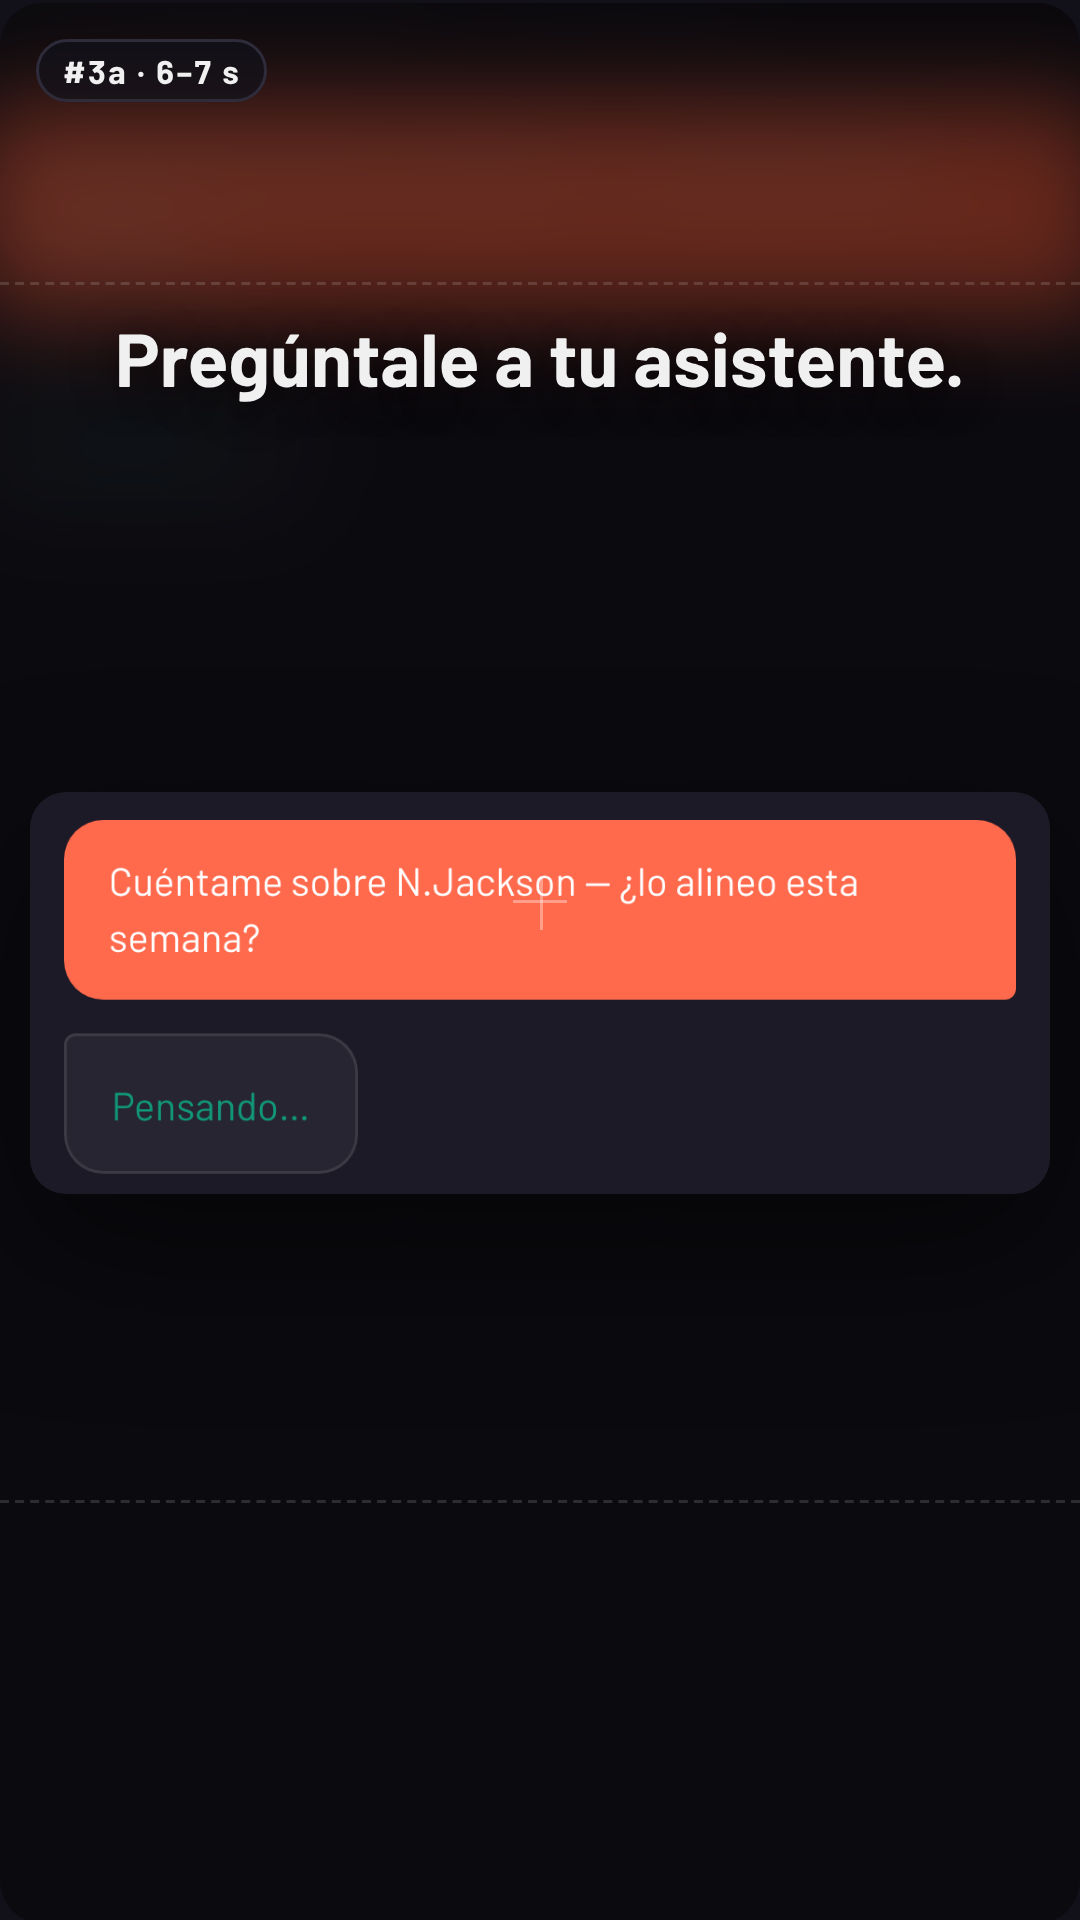 #3a · 6–7 s
Pregúntale a tu asistente.
Cuéntame sobre N.Jackson — ¿lo alineo esta
semana?
Pensando...